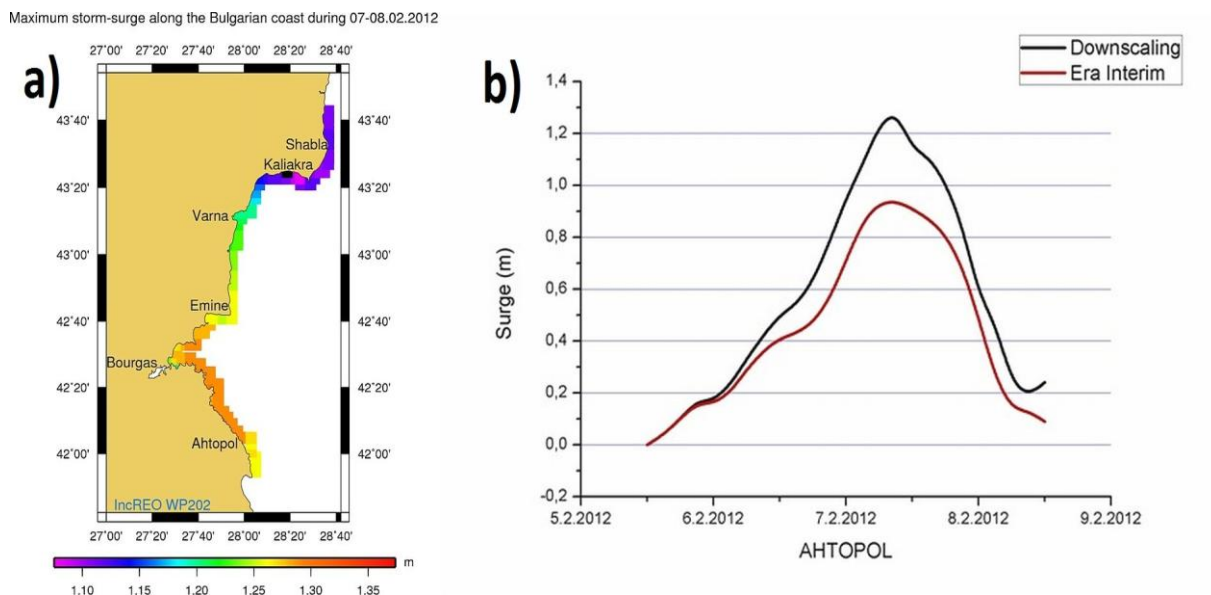 Maximum storm-surge along the Bulgarian coast during 07-08.02.2012
a)
27°00' 27°20' 27°40' 28°00' 28°20' 28°40'
43°40' 43°40'
Shabla
Kaliakra
43°20' 43°20'
Varna
43°00' 43°00'
Emine
42°40' 42°40'
Bourgas
42°20' 42°20'
Ahtopol
42°00' 42°00'
IncREO WP202
27°00' 27°20' 27°40' 28°00' 28°20' 28°40'
m
1.10 1.15 1.20 1.25 1.30 1.35
b)
Downscaling
Era Interim
1,4
1,2
1,0
0,8
0,6
0,4
0,2
0,0
-0,2
Surge (m)
5.2.2012 6.2.2012 7.2.2012 8.2.2012 9.2.2012
AHTOPOL